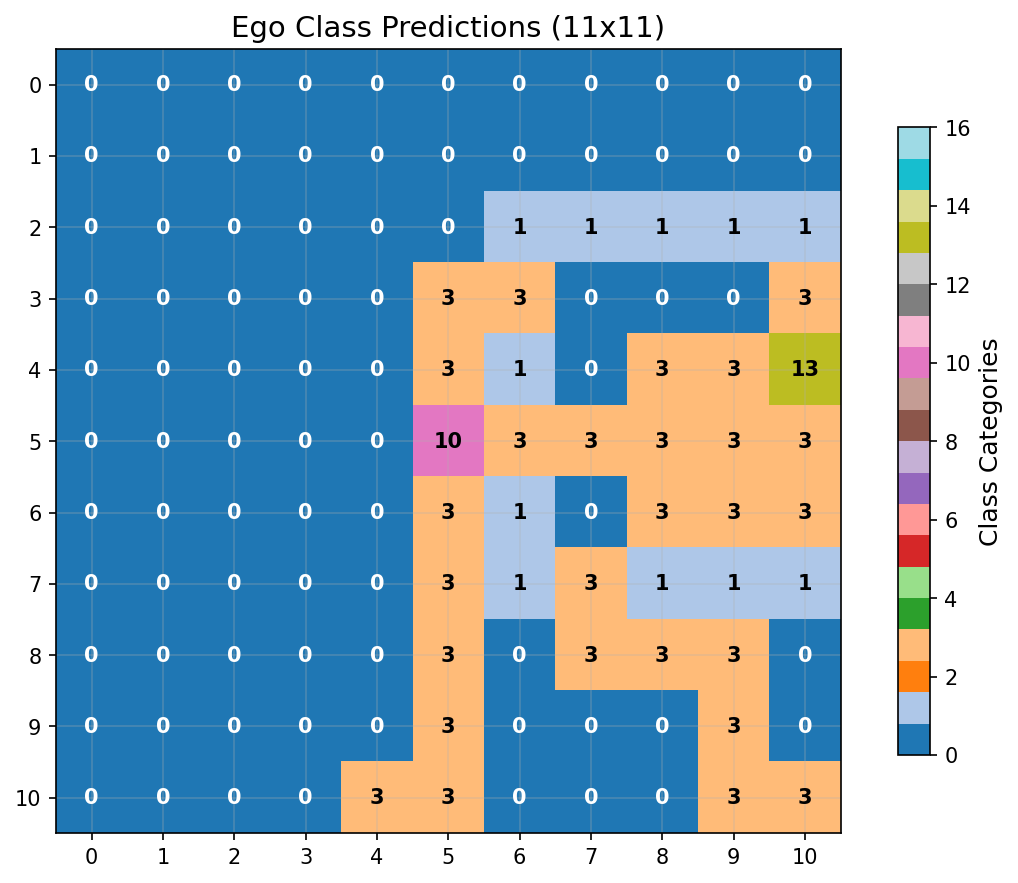 Ego Class Predictions (11x11)
0 0 0 0 0 0 0 0 0 0 0 0
1 0 0 0 0 0 0 0 0 0 0 0
2 0 0 0 0 0 0 1 1 1 1 1
3 0 0 0 0 0 3 3 0 0 0 3
4 0 0 0 0 0 3 1 0 3 3 13
5 0 0 0 0 0 10 3 3 3 3 3
6 0 0 0 0 0 3 1 0 3 3 3
7 0 0 0 0 0 3 1 3 1 1 1
8 0 0 0 0 0 3 0 3 3 3 0
9 0 0 0 0 0 3 0 0 0 3 0
10 0 0 0 0 3 3 0 0 0 3 3
0 1 2 3 4 5 6 7 8 9 10
16
14
12
10
8
6
4
2
0
Class Categories